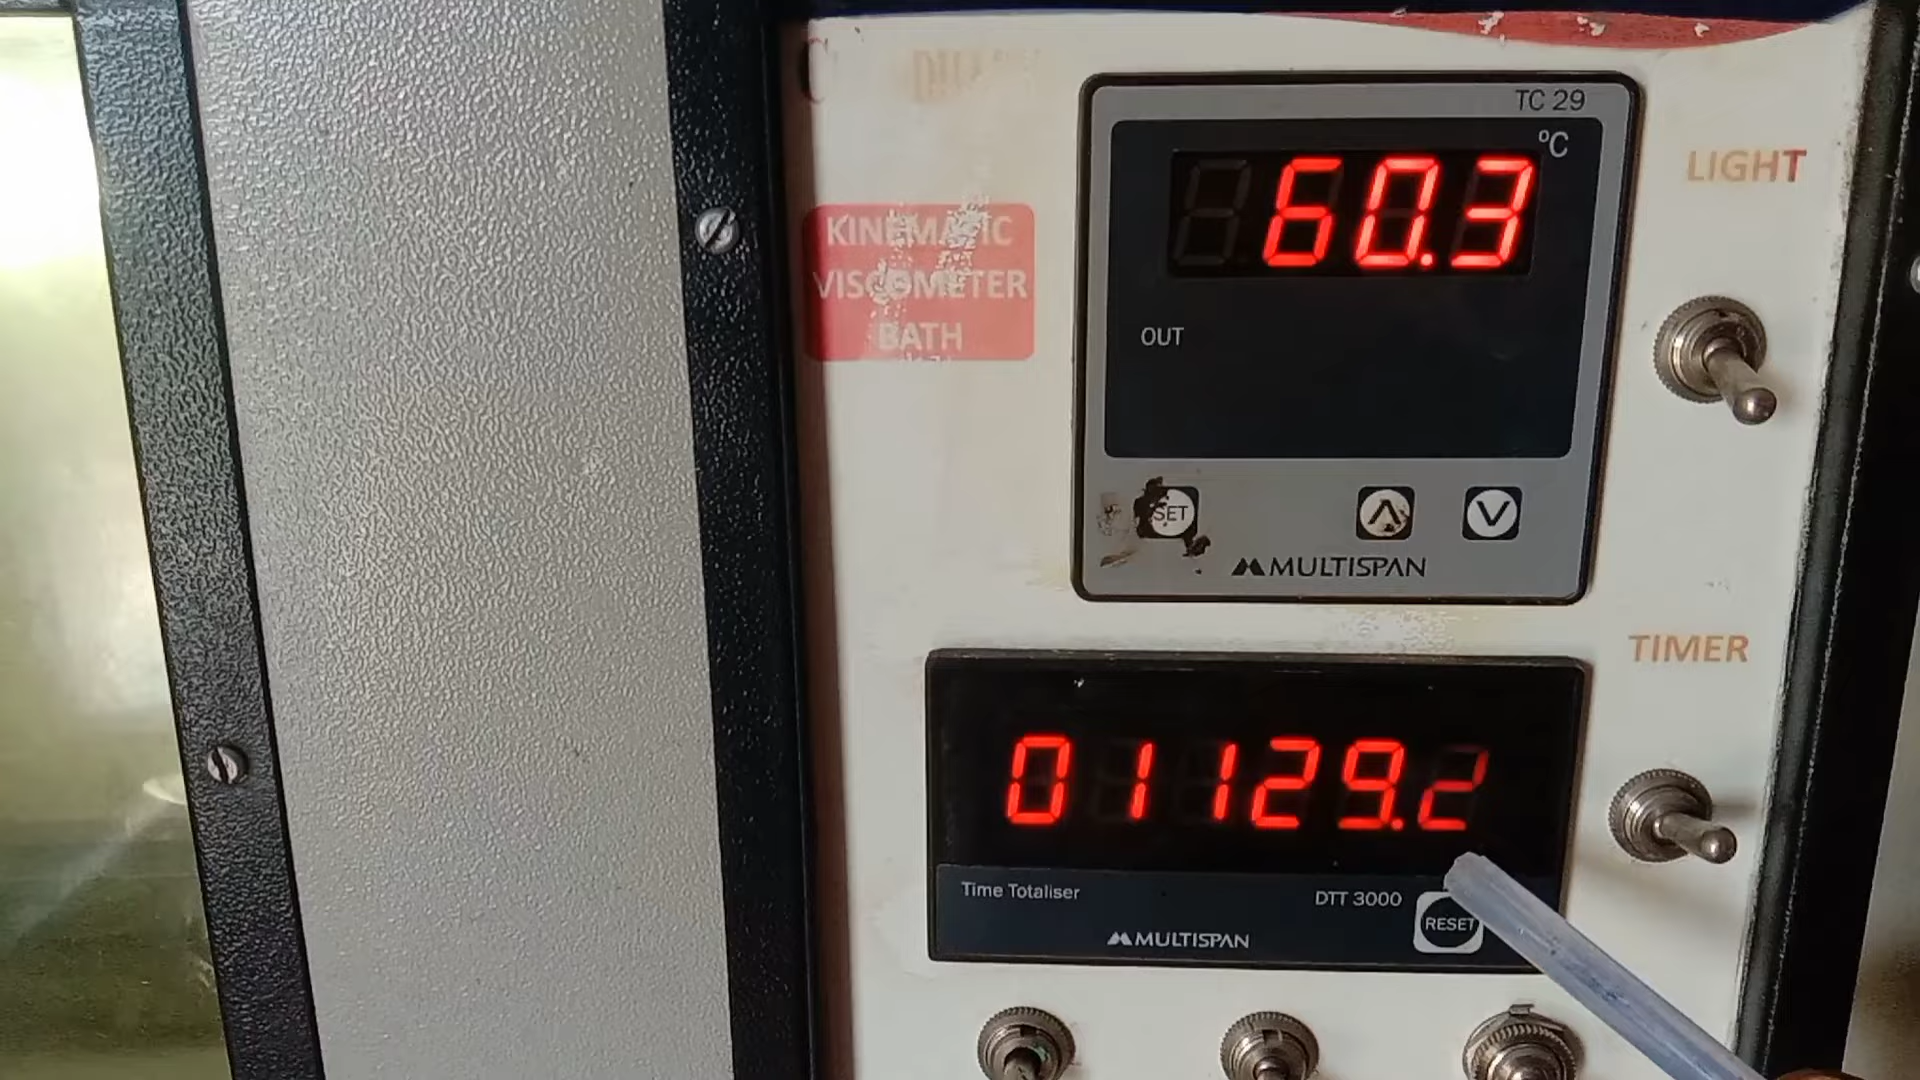 TC 29
°C
60.3
OUT
SET
MULTISPAN
LIGHT
KINEMATIC
VISCOMETER
BATH
TIMER
01129.2
Time Totaliser
DTT 3000
RESET
MULTISPAN